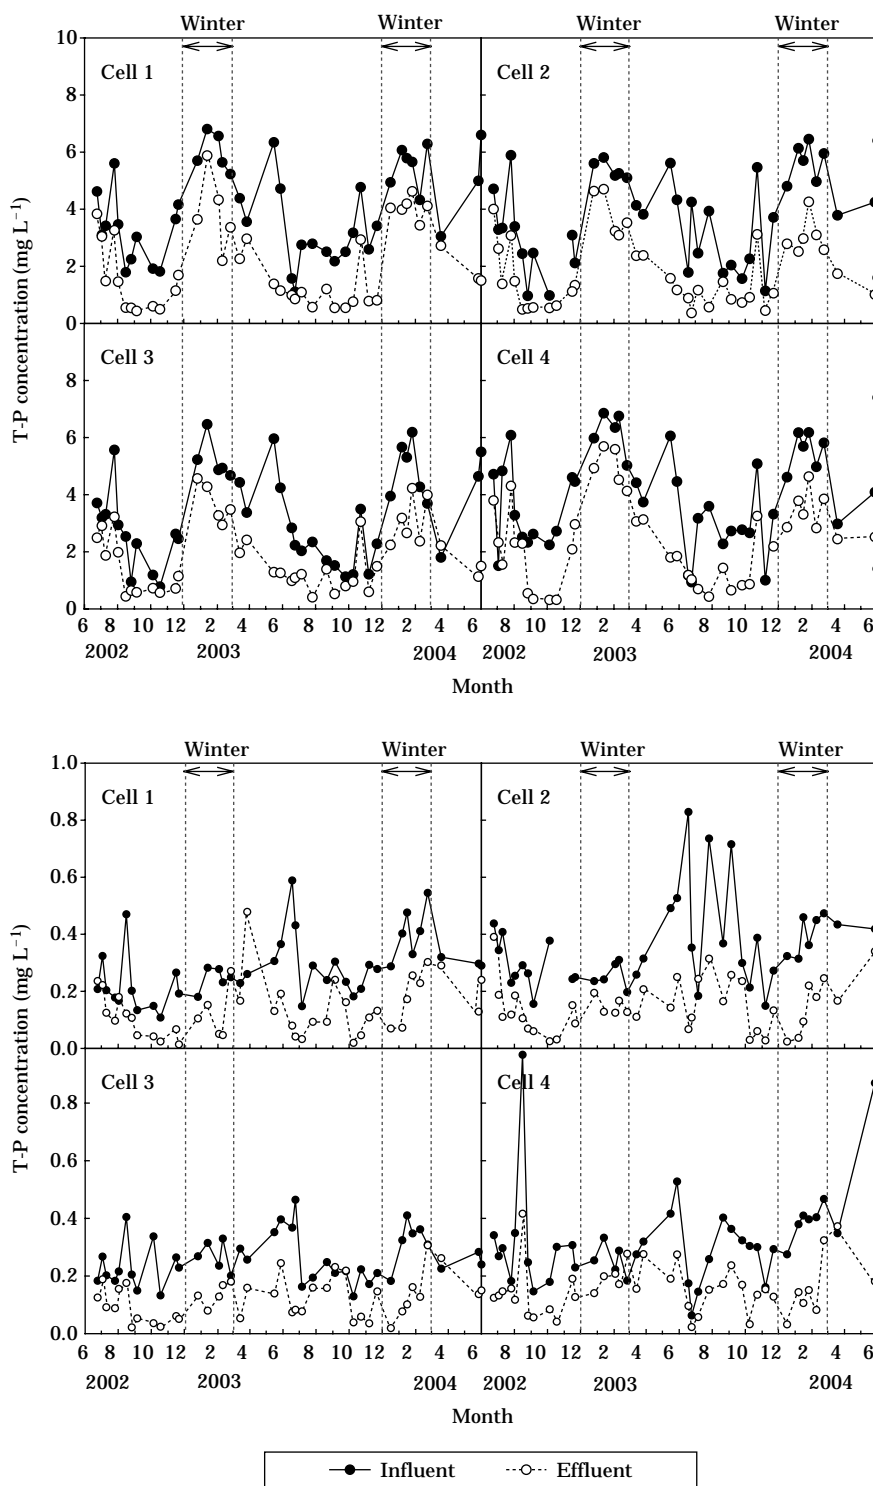 Winter Winter Winter Winter
10
Cell 1 Cell 2
8
6
4
2
0
Cell 3 Cell 4
8
6
4
2
0
T-P concentration (mg L⁻¹)
6 8 10 12 2 4 6 8 10 12 2 4 6 8 10 12 2 4 6 8 10 12 2 4 6
2002 2003 2004 2002 2003 2004
Month
Winter Winter Winter Winter
1.0
Cell 1 Cell 2
0.8
0.6
0.4
0.2
0.0
Cell 3 Cell 4
0.8
0.6
0.4
0.2
0.0
T-P concentration (mg L⁻¹)
6 8 10 12 2 4 6 8 10 12 2 4 6 8 10 12 2 4 6 8 10 12 2 4 6
2002 2003 2004 2002 2003 2004
Month
Influent Effluent